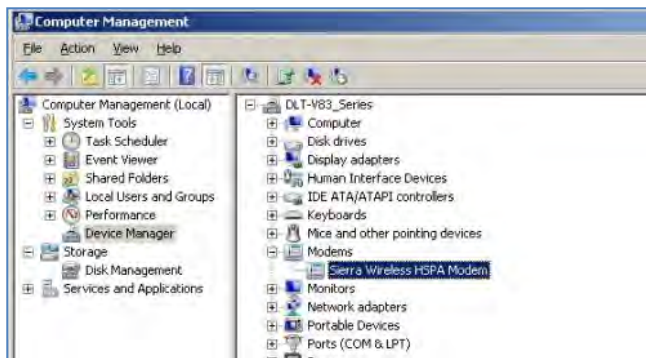 Computer Management
File Action View Help
Computer Management (Local)
System Tools
Task Scheduler
Event Viewer
Shared Folders
Local Users and Groups
Performance
Device Manager
Storage
Disk Management
Services and Applications
DLT-V83_Series
Computer
Disk drives
Display adapters
Human Interface Devices
IDE ATA/ATAPI controllers
Keyboards
Mice and other pointing devices
Modems
Sierra Wireless HSPA Modem
Monitors
Network adapters
Portable Devices
Ports (COM & LPT)